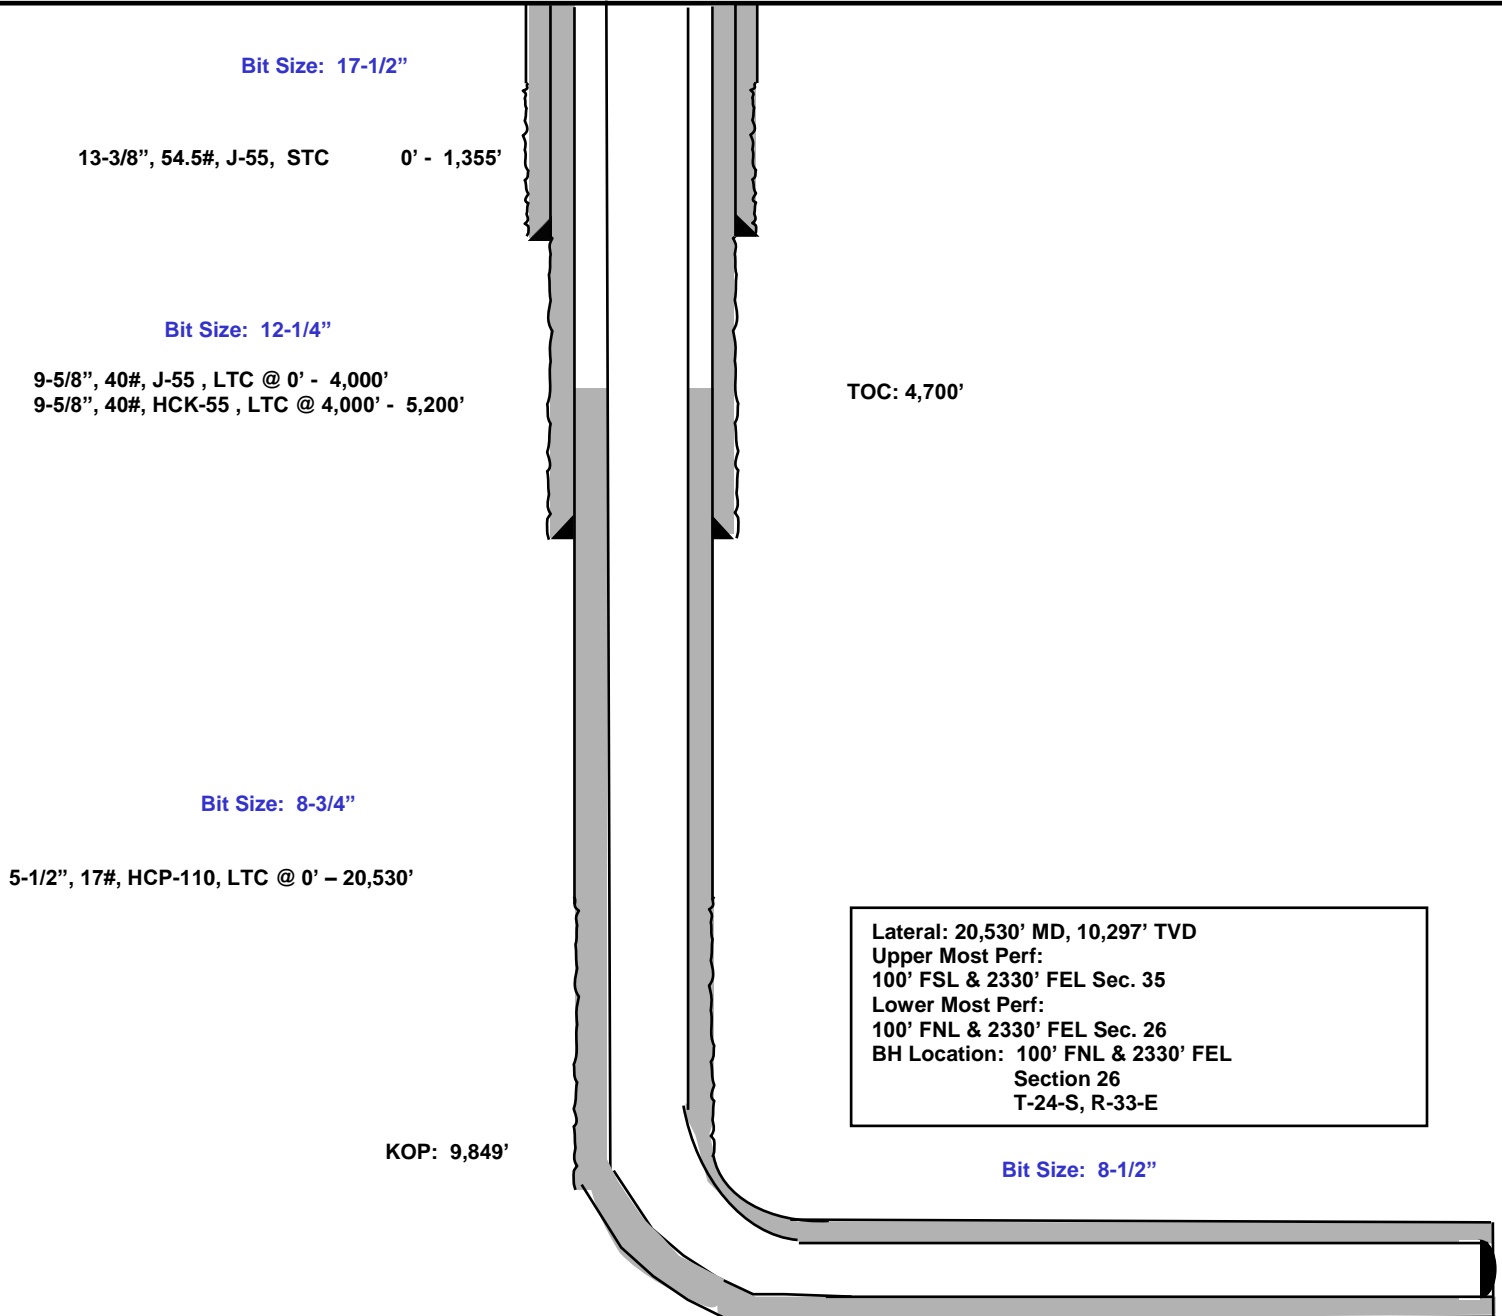 Bit Size: 17-1/2”
13-3/8”, 54.5#, J-55, STC 0’ - 1,355’
Bit Size: 12-1/4”
9-5/8”, 40#, J-55 , LTC @ 0’ - 4,000’
9-5/8”, 40#, HCK-55 , LTC @ 4,000’ - 5,200’
TOC: 4,700’
Bit Size: 8-3/4”
5-1/2”, 17#, HCP-110, LTC @ 0’ – 20,530’
Lateral: 20,530’ MD, 10,297’ TVD
Upper Most Perf:
100’ FSL & 2330’ FEL Sec. 35
Lower Most Perf:
100’ FNL & 2330’ FEL Sec. 26
BH Location: 100’ FNL & 2330’ FEL
Section 26
T-24-S, R-33-E
KOP: 9,849’
Bit Size: 8-1/2”